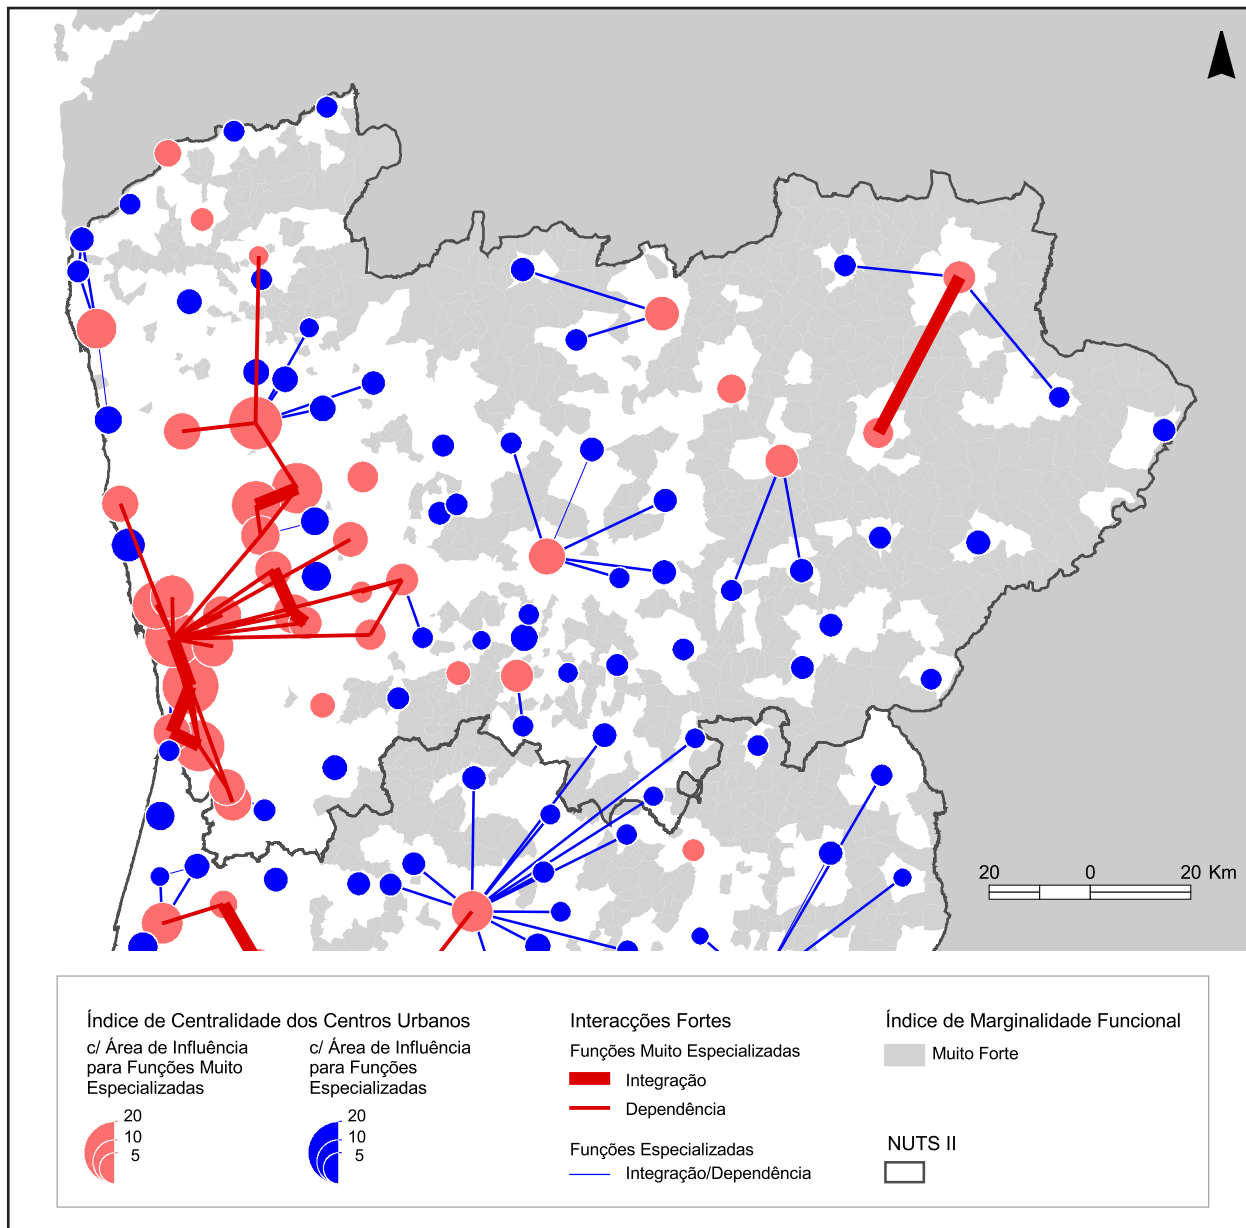 20 0 20 Km
Índice de Centralidade dos Centros Urbanos
c/ Área de Influência
para Funções Muito
Especializadas
20
10
5
c/ Área de Influência
para Funções
Especializadas
20
10
5
Interacções Fortes
Funções Muito Especializadas
Integração
Dependência
Funções Especializadas
Integração/Dependência
Índice de Marginalidade Funcional
Muito Forte
NUTS II